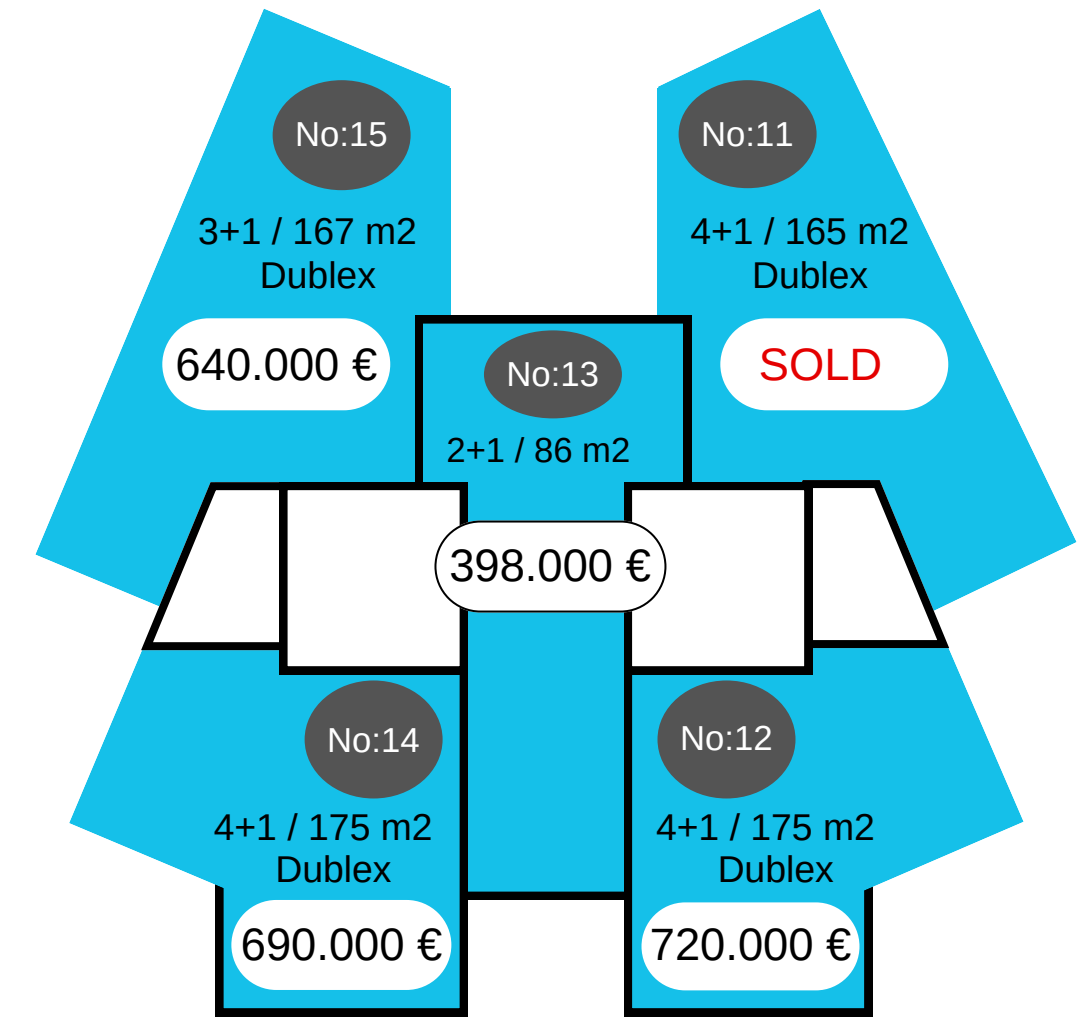 No:15
3+1 / 167 m2
Dublex
640.000 €
No:11
4+1 / 165 m2
Dublex
SOLD
No:13
2+1 / 86 m2
398.000 €
No:14
4+1 / 175 m2
Dublex
690.000 €
No:12
4+1 / 175 m2
Dublex
720.000 €